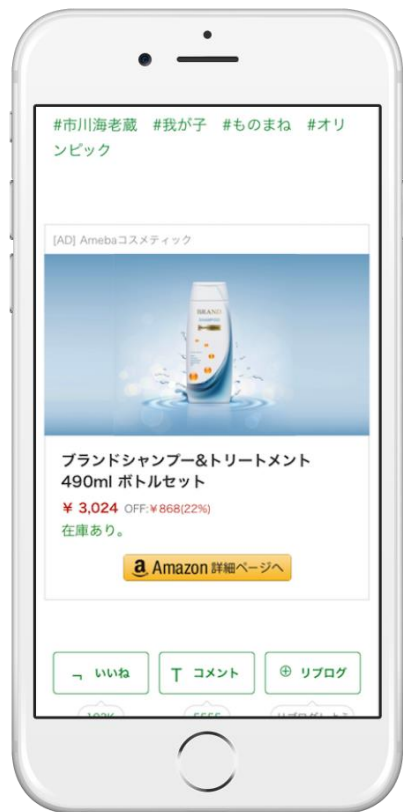 #市川海老蔵 #我が子 #ものまね #オリ
ンピック
[AD] Amebaコスメティック
BRAND
SHAMPOO
ブランドシャンプー&トリートメント
490ml ボトルセット
¥ 3,024 OFF:¥868(22%)
在庫あり。
a Amazon 詳細ページへ
いいね コメント リブログ